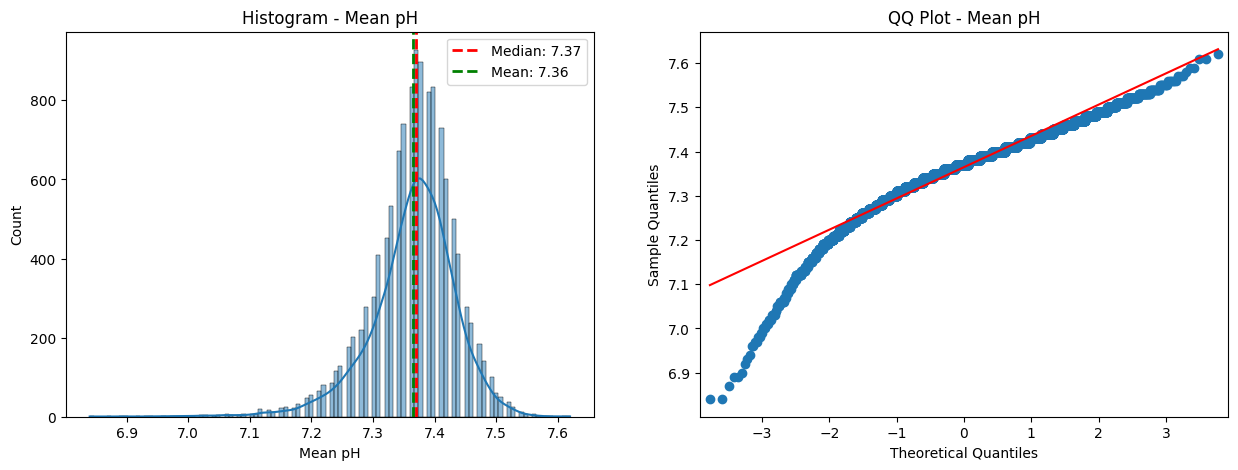 Histogram - Mean pH
Median: 7.37
Mean: 7.36
Count
800
600
400
200
0
6.9 7.0 7.1 7.2 7.3 7.4 7.5 7.6
Mean pH
QQ Plot - Mean pH
Sample Quantiles
7.6
7.5
7.4
7.3
7.2
7.1
7.0
6.9
−3 −2 −1 0 1 2 3
Theoretical Quantiles